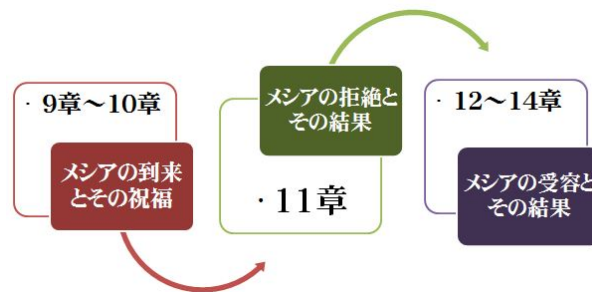 ・9章～10章
メシアの到来
とその祝福
メシアの拒絶と
その結果
・11章
・12～14章
メシアの受容と
その結果